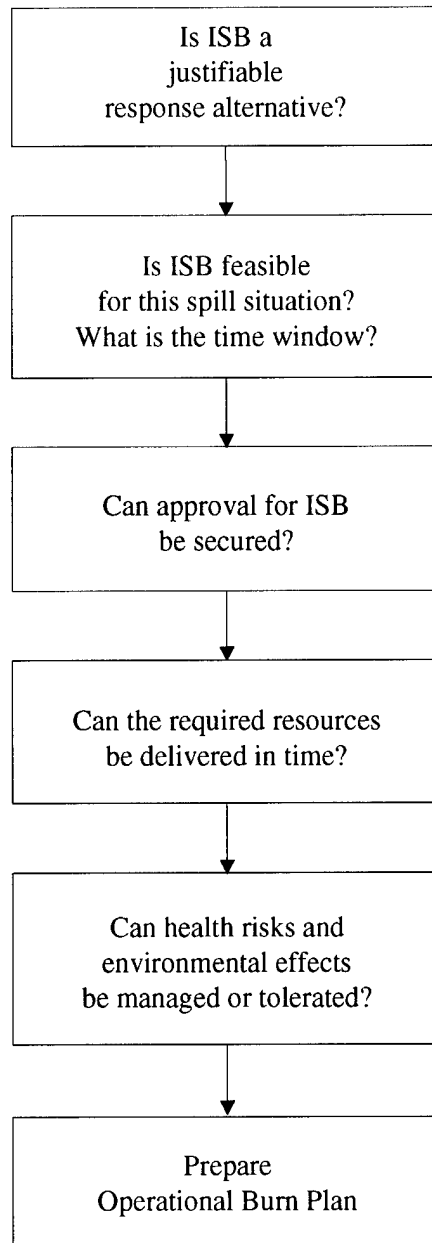 Is ISB a
justifiable
response alternative?
Is ISB feasible
for this spill situation?
What is the time window?
Can approval for ISB
be secured?
Can the required resources
be delivered in time?
Can health risks and
environmental effects
be managed or tolerated?
Prepare
Operational Burn Plan